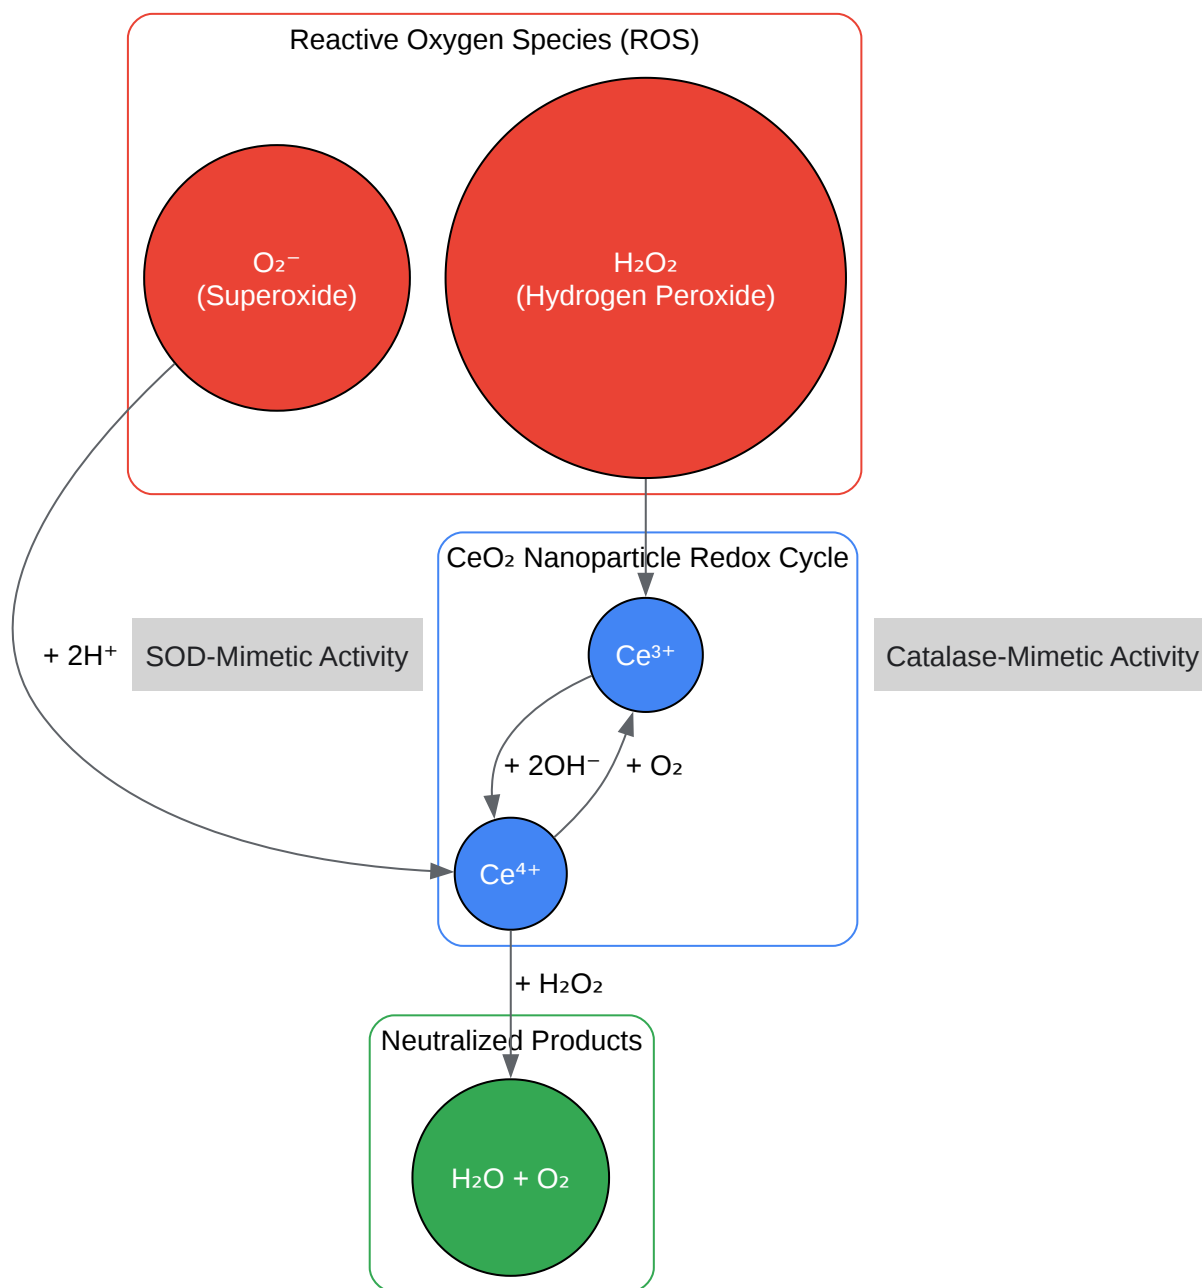 Reactive Oxygen Species (ROS)
O₂⁻
(Superoxide)
H₂O₂
(Hydrogen Peroxide)
CeO₂ Nanoparticle Redox Cycle
+ 2H⁺
SOD-Mimetic Activity
Ce³⁺
Catalase-Mimetic Activity
+ 2OH⁻
+ O₂
Ce⁴⁺
+ H₂O₂
Neutralized Products
H₂O + O₂